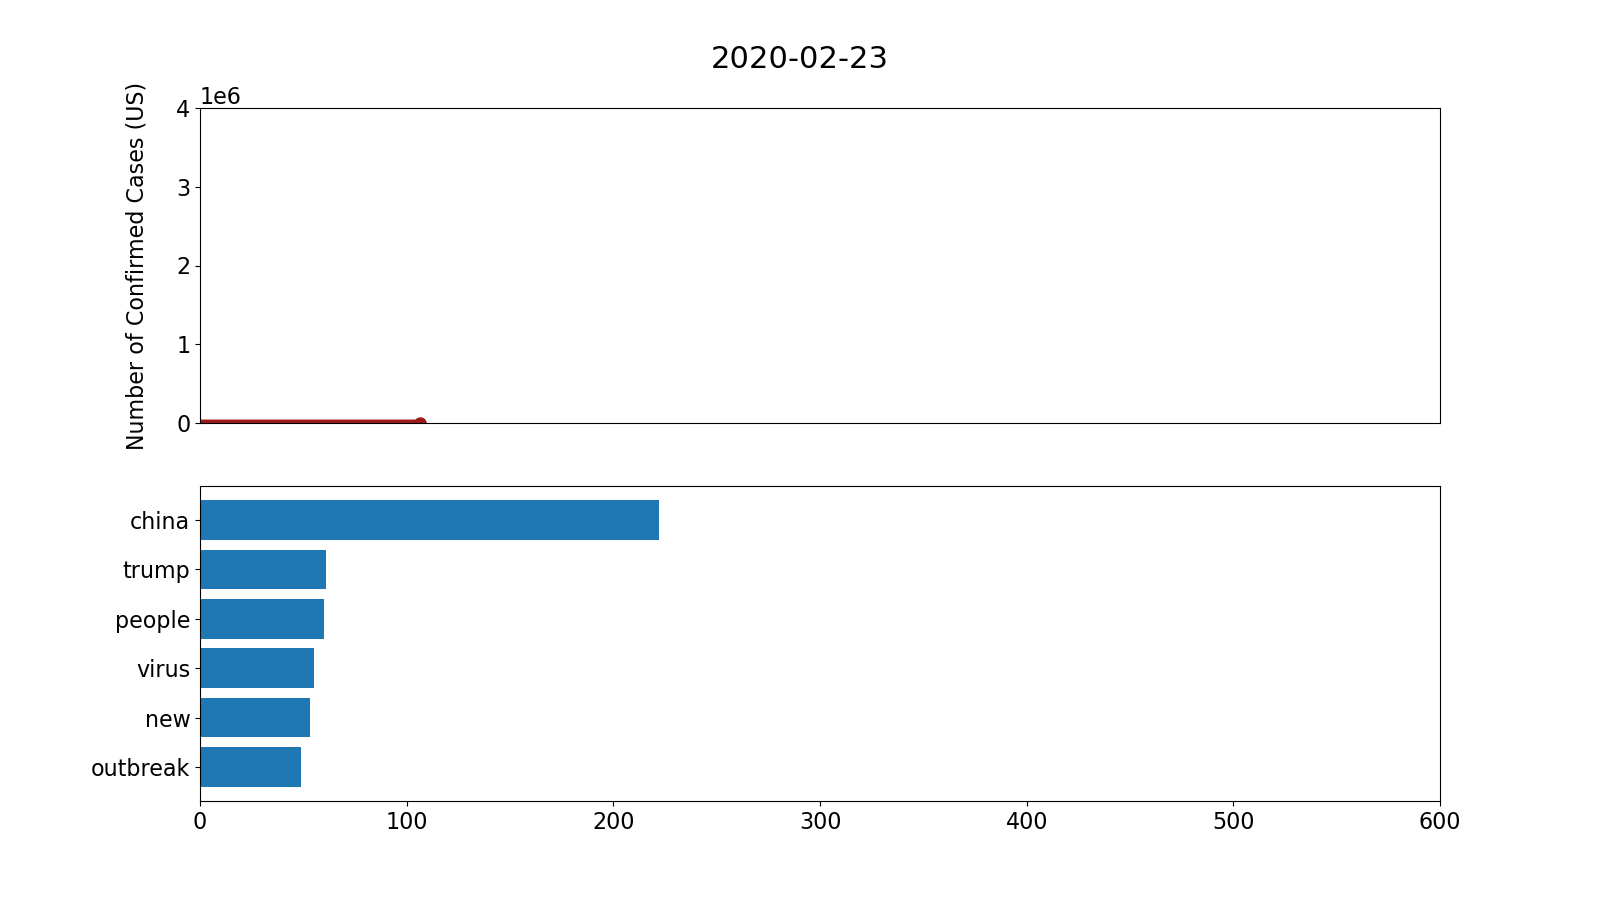 2020-02-23
1e6
4
3
2
1
0
Number of Confirmed Cases (US)
china
trump
people
virus
new
outbreak
0 100 200 300 400 500 600